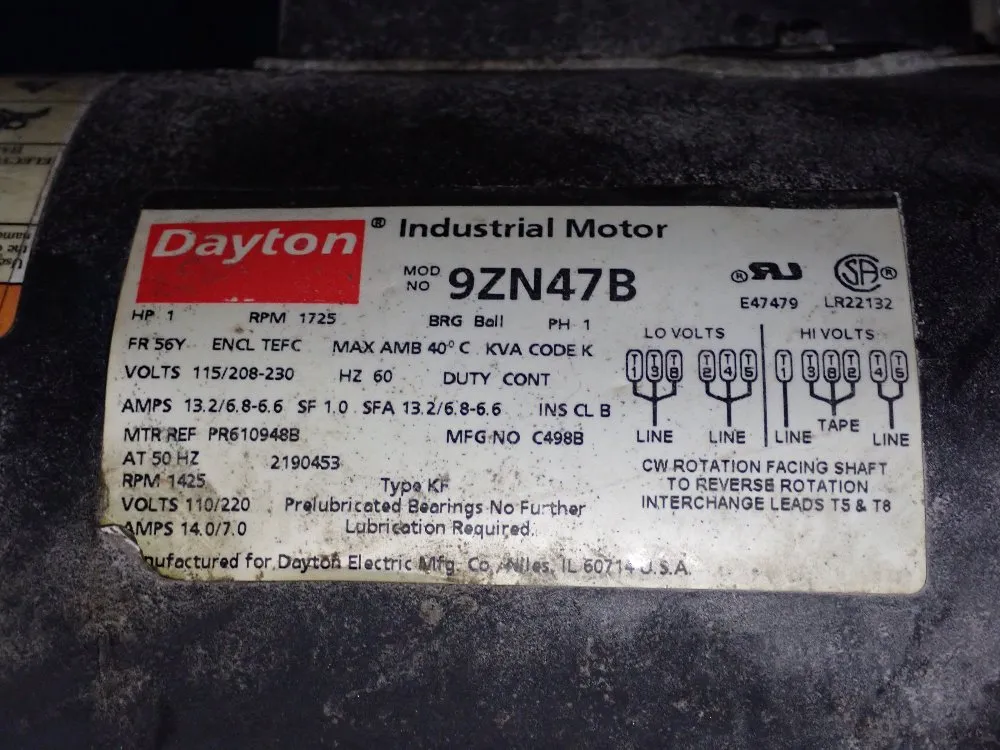 Dayton® Industrial Motor
MOD NO 9ZN47B
E47479 LR22132
HP 1 RPM 1725 BRG Ball PH 1
FR 56Y ENCL TEFC MAX AMB 40°C KVA CODE K
VOLTS 115/208-230 HZ 60 DUTY CONT
AMPS 13.2/6.8-6.6 SF 1.0 SFA 13.2/6.8-6.6 INS CL B
MTR REF PR610948B MFG NO C498B
AT 50 HZ 2190453
RPM 1425 Type KF
VOLTS 110/220 Prelubricated Bearings No Further
AMPS 14.0/7.0 Lubrication Required.
nufactured for Dayton Electric Mfg. Co., Niles, IL 60714 U.S.A.
LO VOLTS HI VOLTS
T1 T3 T8 T2 T4 T5 T1 T3 T8 T2 T4 T5
LINE LINE LINE TAPE LINE
CW ROTATION FACING SHAFT
TO REVERSE ROTATION
INTERCHANGE LEADS T5 & T8